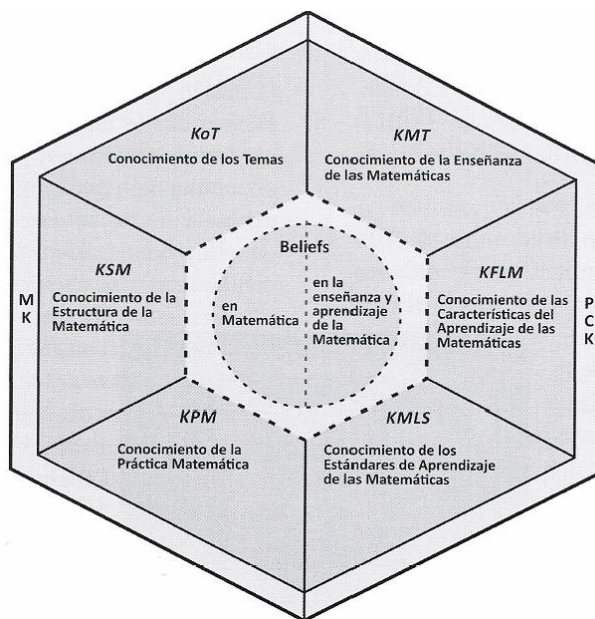 KoT
Conocimiento de los Temas
KMT
Conocimiento de la Enseñanza
de las Matemáticas
MK
KSM
Conocimiento de la
Estructura de la
Matemática
Beliefs
en
Matemática
en la
enseñanza y
aprendizaje
de la
Matemática
KFLM
Conocimiento de las
Características del
Aprendizaje de las
Matemáticas
PCK
KPM
Conocimiento de la
Práctica Matemática
KMLS
Conocimiento de los
Estándares de Aprendizaje
de las Matemáticas